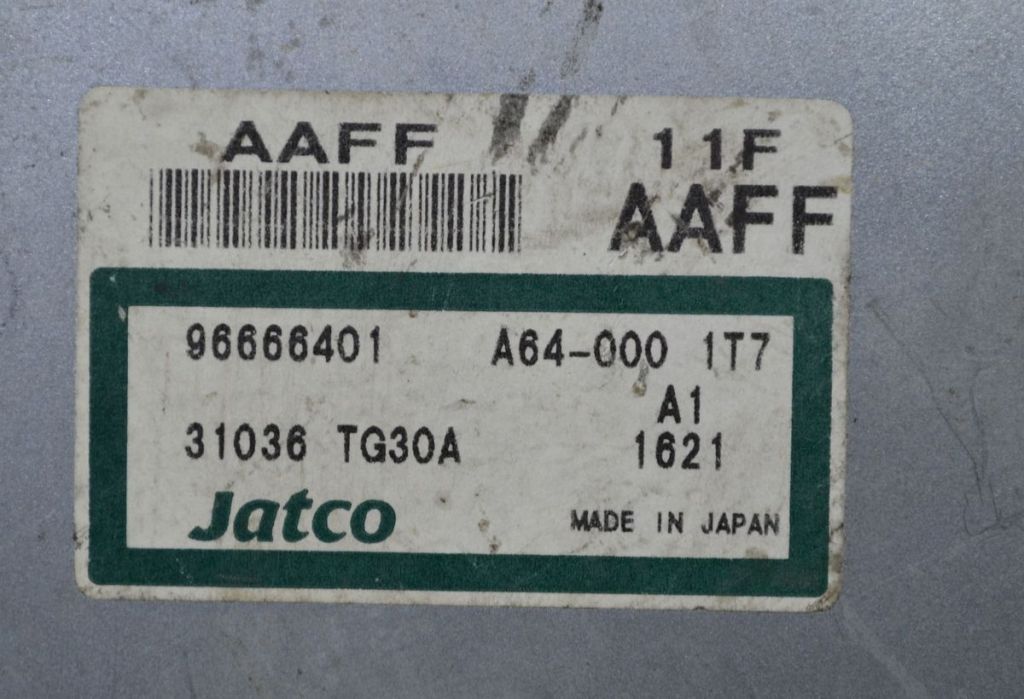 AAFF 11F
AAFF
96666401 A64-000 1T7
A1
31036 TG30A 1621
Jatco MADE IN JAPAN